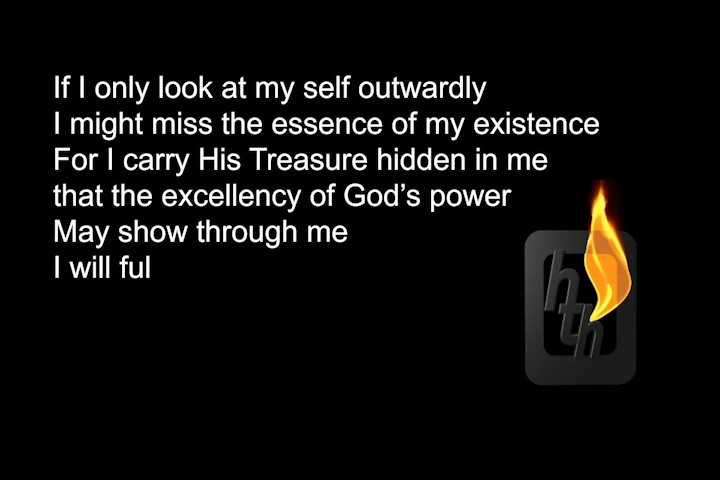 If I only look at my self outwardly
I might miss the essence of my existence
For I carry His Treasure hidden in me
that the excellency of God’s power
May show through me
I will ful
hth